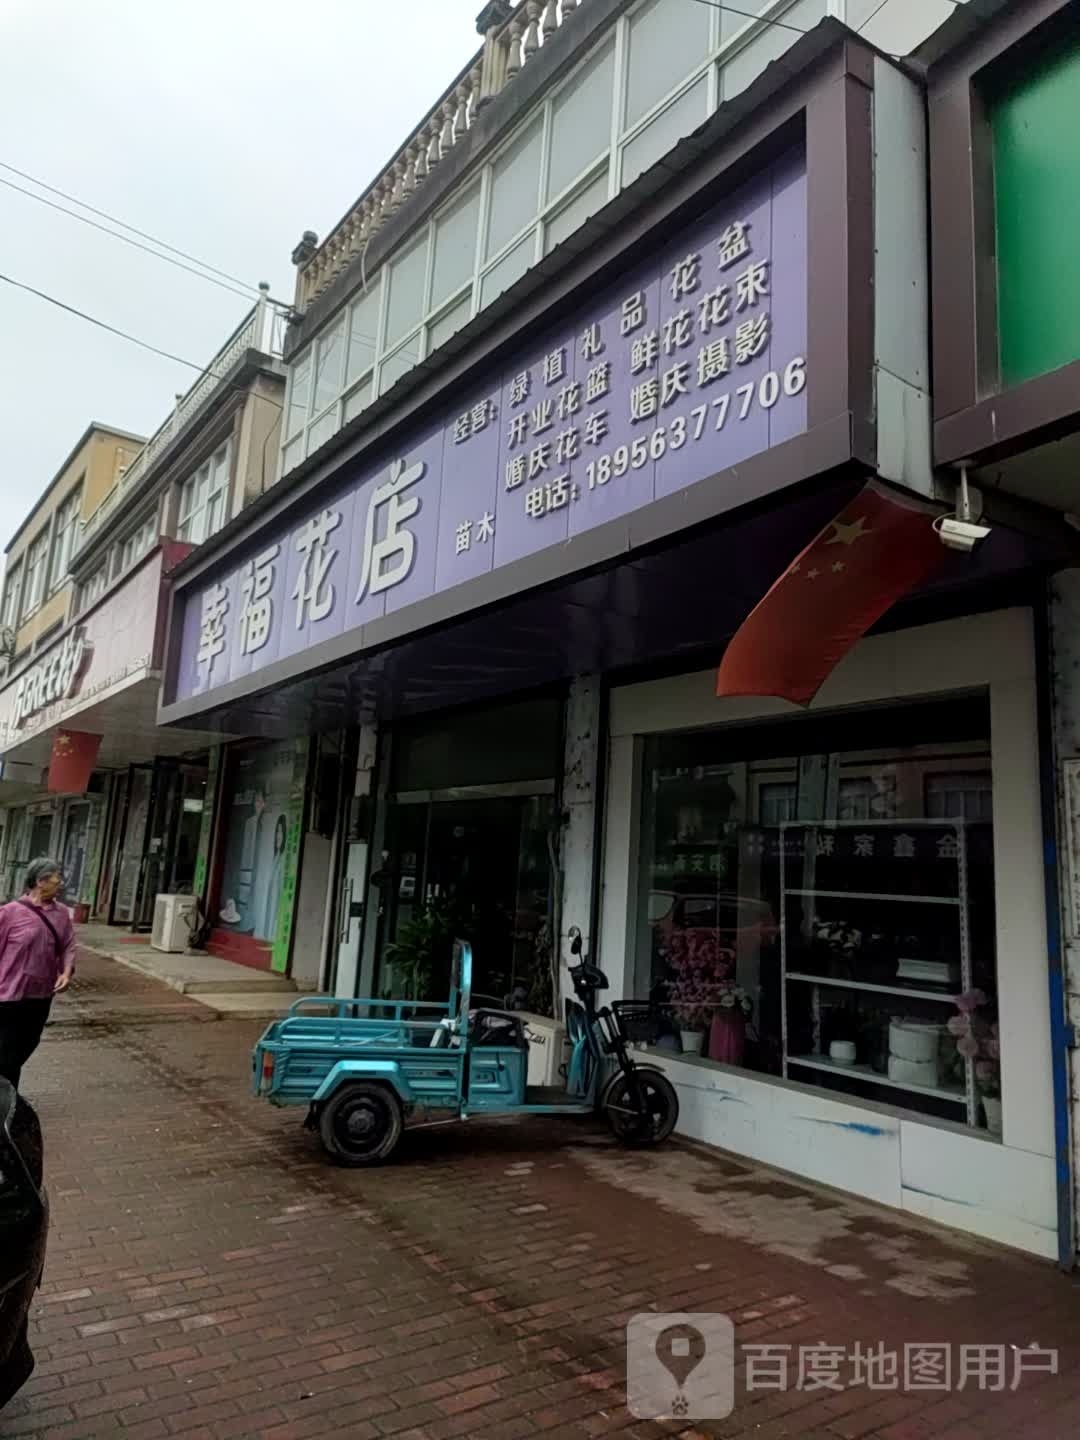 幸福花店
经营: 绿植 礼品 花盆
开业花篮 鲜花花束
婚庆花车 婚庆摄影
苗木
电话: 18956377706
金鑫家私
百度地图用户